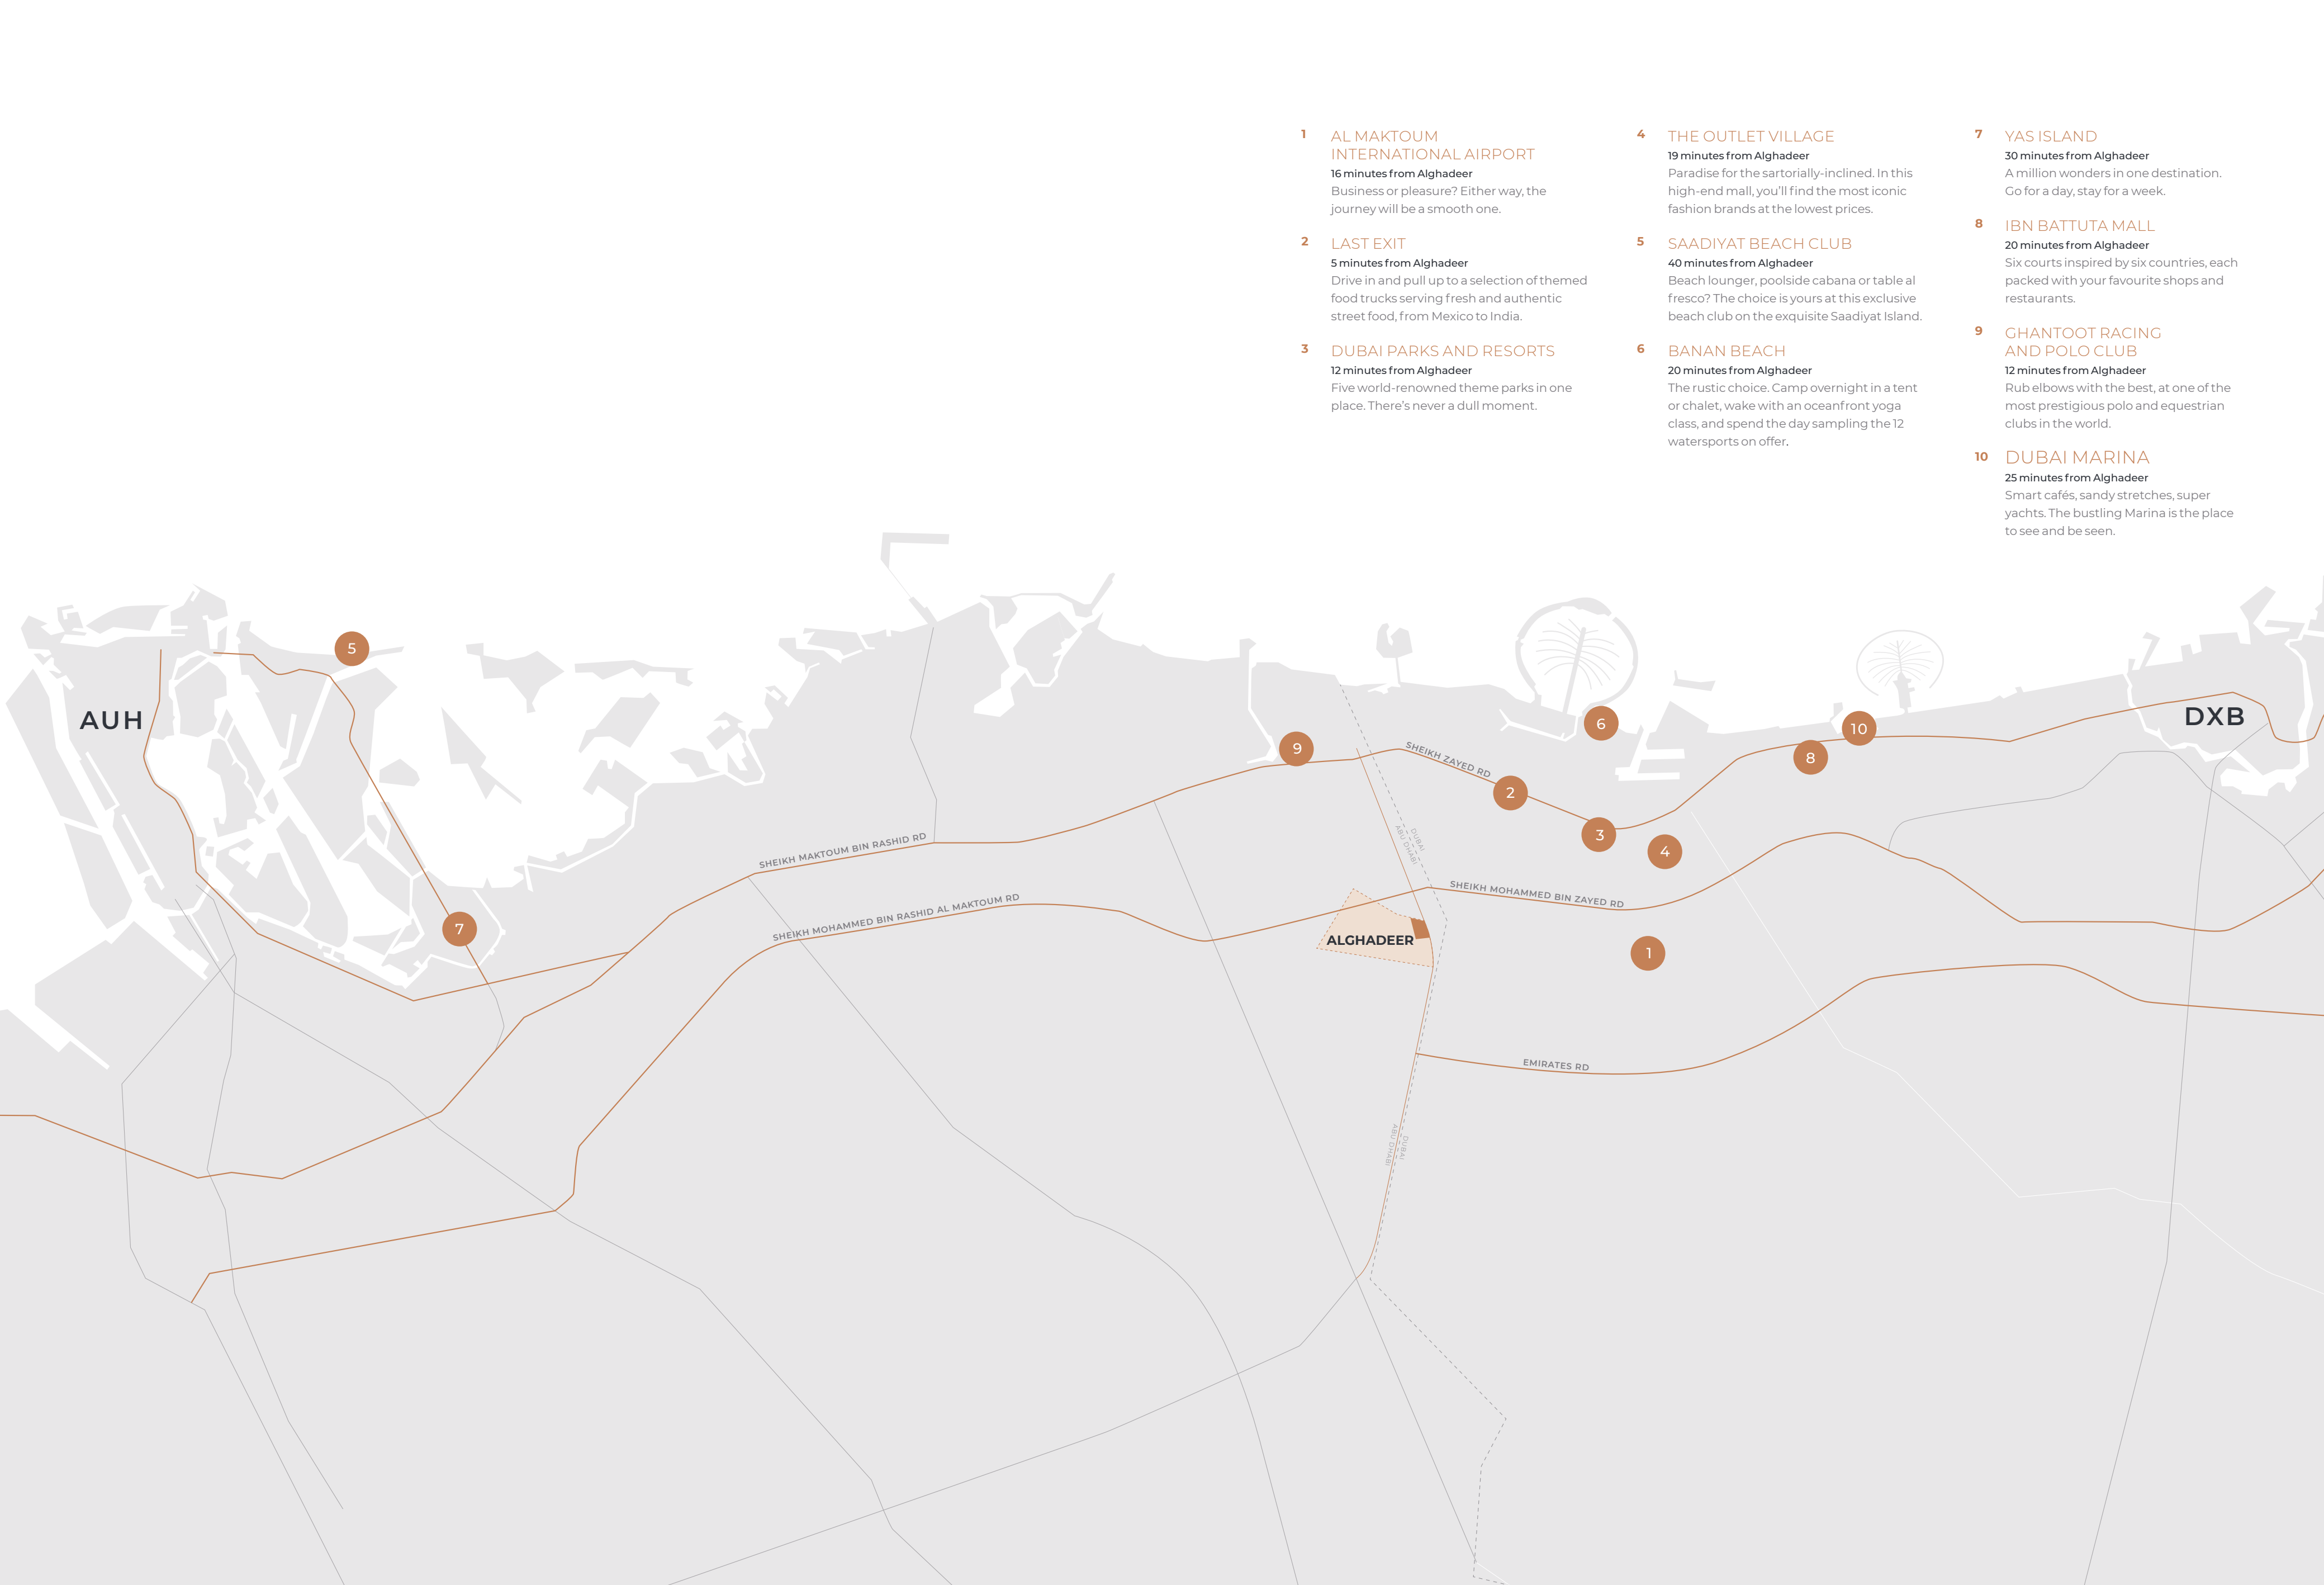 1
AL MAKTOUM
INTERNATIONAL AIRPORT
16 minutes from Alghadeer
Business or pleasure? Either way, the
journey will be a smooth one.
2
LAST EXIT
5 minutes from Alghadeer
Drive in and pull up to a selection of themed
food trucks serving fresh and authentic
street food, from Mexico to India.
3
DUBAI PARKS AND RESORTS
12 minutes from Alghadeer
Five world-renowned theme parks in one
place. There's never a dull moment.
4
THE OUTLET VILLAGE
19 minutes from Alghadeer
Paradise for the sartorially-inclined. In this
high-end mall, you'll find the most iconic
fashion brands at the lowest prices.
5
SAADIYAT BEACH CLUB
40 minutes from Alghadeer
Beach lounger, poolside cabana or table al
fresco? The choice is yours at this exclusive
beach club on the exquisite Saadiyat Island.
6
BANAN BEACH
20 minutes from Alghadeer
The rustic choice. Camp overnight in a tent
or chalet, wake with an oceanfront yoga
class, and spend the day sampling the 12
watersports on offer.
7
YAS ISLAND
30 minutes from Alghadeer
A million wonders in one destination.
Go for a day, stay for a week.
8
IBN BATTUTA MALL
20 minutes from Alghadeer
Six courts inspired by six countries, each
packed with your favourite shops and
restaurants.
9
GHANTOOT RACING
AND POLO CLUB
12 minutes from Alghadeer
Rub elbows with the best, at one of the
most prestigious polo and equestrian
clubs in the world.
10
DUBAI MARINA
25 minutes from Alghadeer
Smart cafés, sandy stretches, super
yachts. The bustling Marina is the place
to see and be seen.
5
AUH
DXB
6
10
9
8
SHEIKH ZAYED RD
2
3
4
DUBAI
ABU DHABI
SHEIKH MAKTOUM BIN RASHID RD
SHEIKH MOHAMMED BIN RASHID AL MAKTOUM RD
SHEIKH MOHAMMED BIN ZAYED RD
7
ALGHADEER
1
EMIRATES RD
ABU DHABI
DUBAI